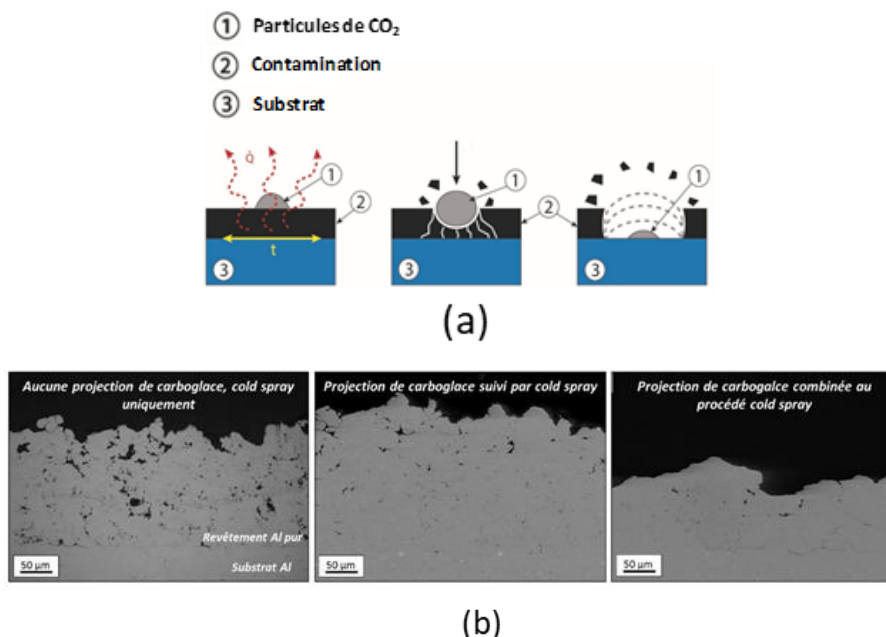 ① Particules de CO₂
② Contamination
③ Substrat
Q̇
①
②
t
③
①
②
③
①
③
(a)
Aucune projection de carboglace, cold spray
uniquement
Revêtement Al pur
Substrat Al
50 µm
Projection de carboglace suivi par cold spray
50 µm
Projection de carbogalce combinée au
procédé cold spray
50 µm
(b)